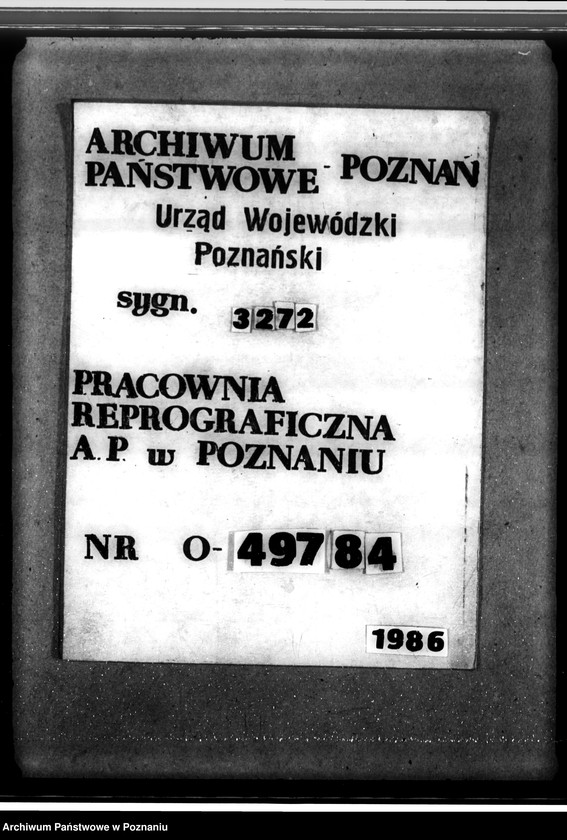 ARCHIWUM
PAŃSTWOWE - POZNAŃ
Urząd Wojewódzki
Poznański
sygn. 3272
PRACOWNIA
REPROGRAFICZNA
A.P. w POZNANIU
NR O-49784
1986
Archiwum Państwowe w Poznaniu